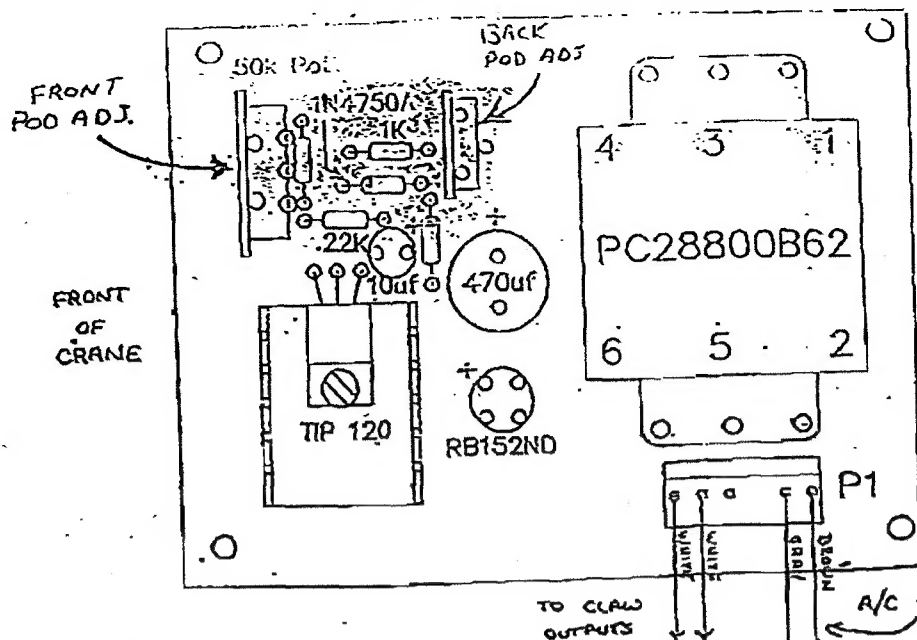 BACK
POD ADJ
50k Pot.
FRONT
POD ADJ.
1N4750A
1K
4 3 1
PC28800B62
.22K
10uf
470uf
FRONT
OF
CRANE
6 5 2
TIP 120
RB152ND
P1
WHITE
WHITE
GRAY
BROWN
TO CLAW
OUTPUTS
A/C